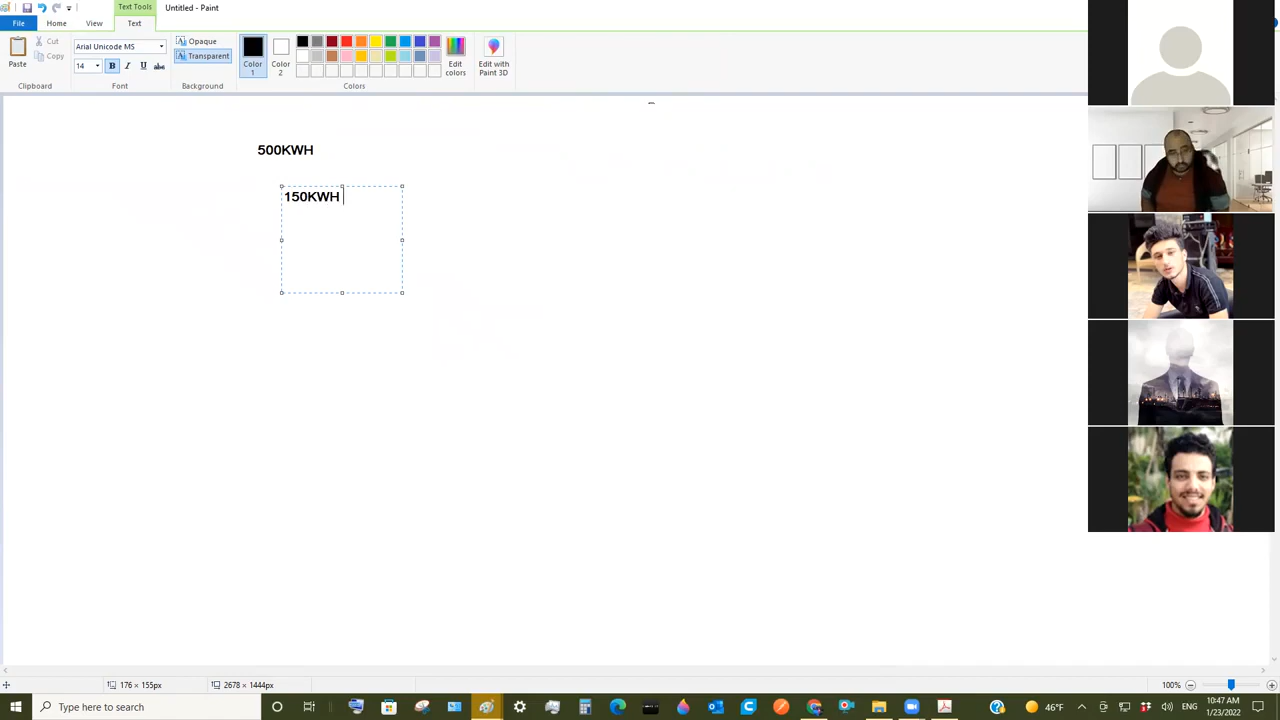 Text Tools
Untitled - Paint
File
Home
View
Text
Paste
Cut
Copy
Clipboard
Arial Unicode MS
14
B
I
U
abc
Font
Opaque
Transparent
Background
Color 1
Color 2
Edit colors
Edit with Paint 3D
Colors
500KWH
150KWH
176 × 155px
2678 × 1444px
100%
Type here to search
46°F
10:47 AM
1/23/2022